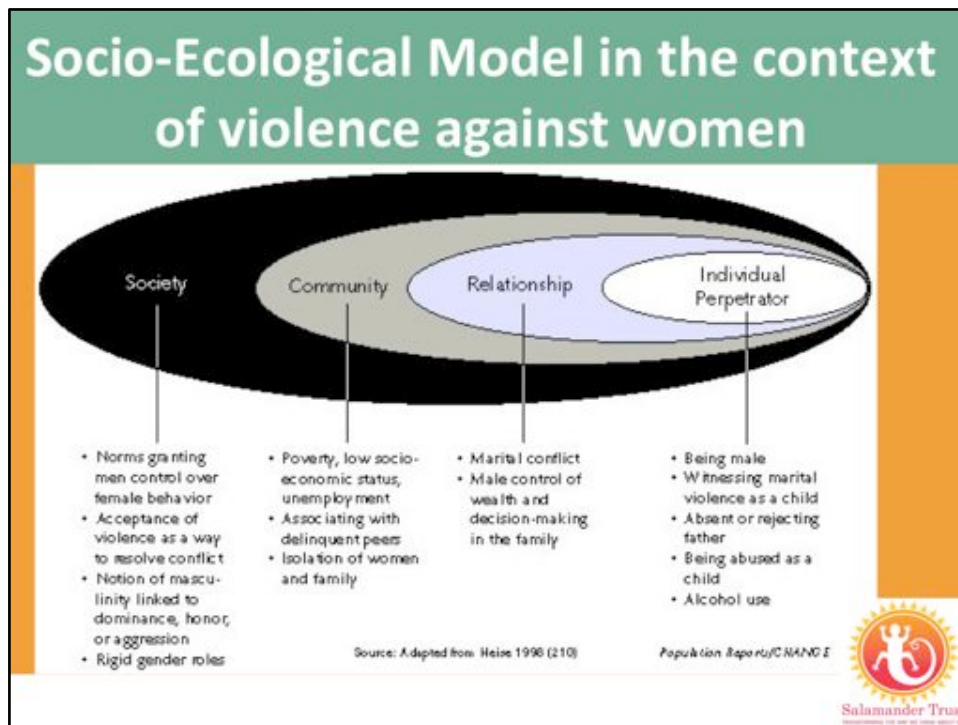 Socio-Ecological Model in the context
of violence against women
Society
Community
Relationship
Individual
Perpetrator
• Norms granting
men control over
female behavior
• Acceptance of
violence as a way
to resolve conflict
• Notion of mascu-
linity linked to
dominance, honor,
or aggression
• Rigid gender roles
• Poverty, low socio-
economic status,
unemployment
• Associating with
delinquent peers
• Isolation of women
and family
• Marital conflict
• Male control of
wealth and
decision-making
in the family
• Being male
• Witnessing marital
violence as a child
• Absent or rejecting
father
• Being abused as a
child
• Alcohol use
Source: Adapted from Heise 1998 (210)
Population Reports/CHANGE
Salamander Trus